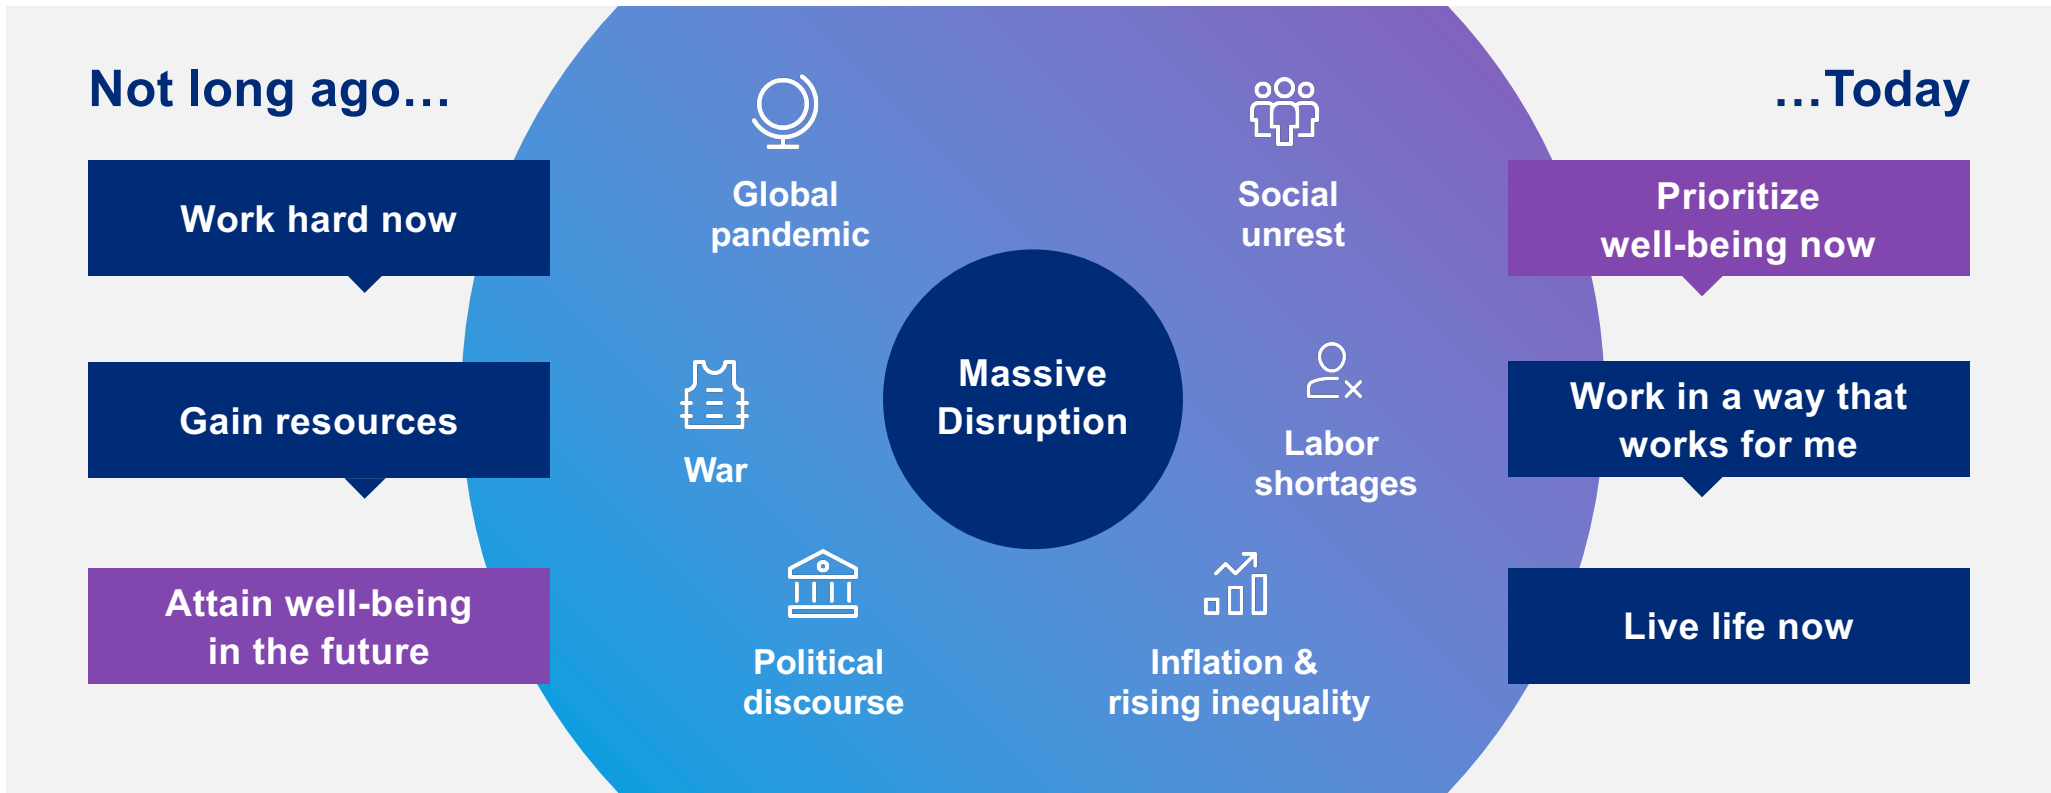 Not long ago…
Work hard now
Gain resources
Attain well-being
in the future
Global
pandemic
Social
unrest
War
Massive
Disruption
Labor
shortages
Political
discourse
Inflation &
rising inequality
…Today
Prioritize
well-being now
Work in a way that
works for me
Live life now